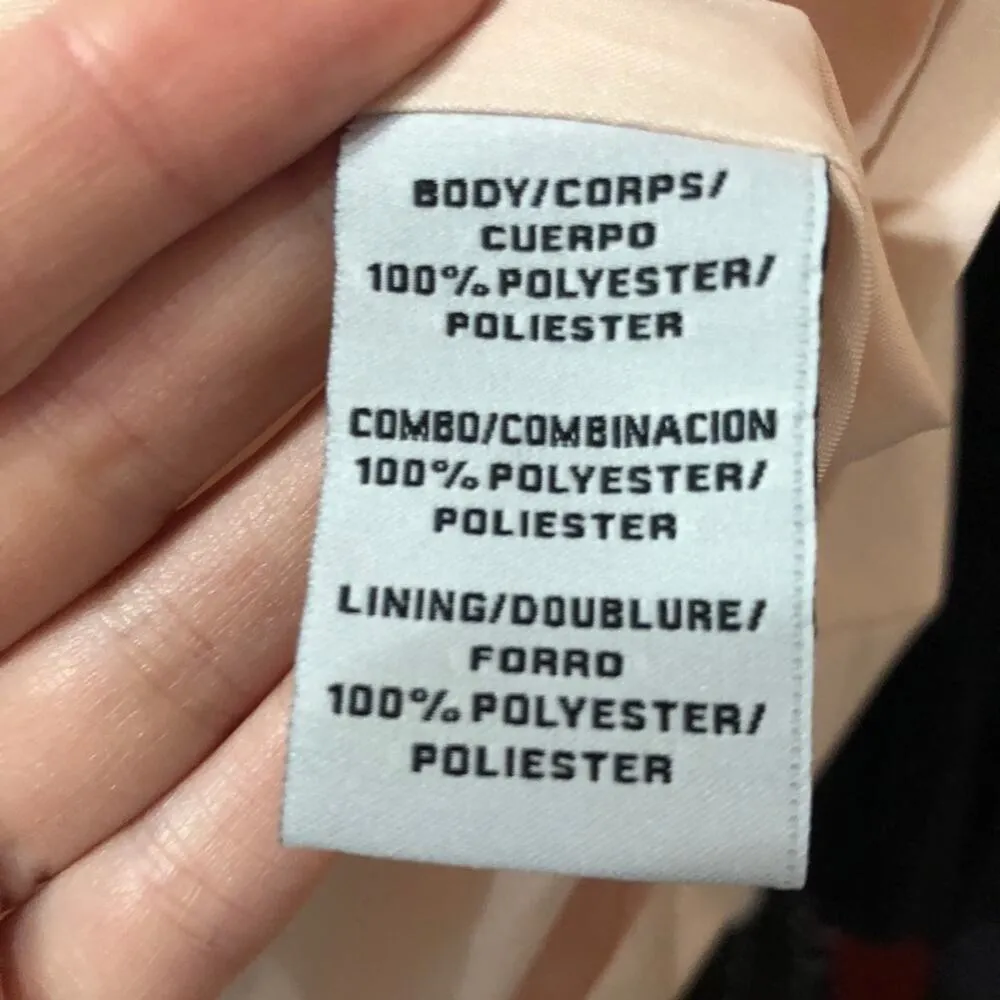 BODY/CORPS/
CUERPO
100% POLYESTER/
POLIESTER
COMBO/COMBINACION
100% POLYESTER/
POLIESTER
LINING/DOUBLURE/
FORRO
100% POLYESTER/
POLIESTER